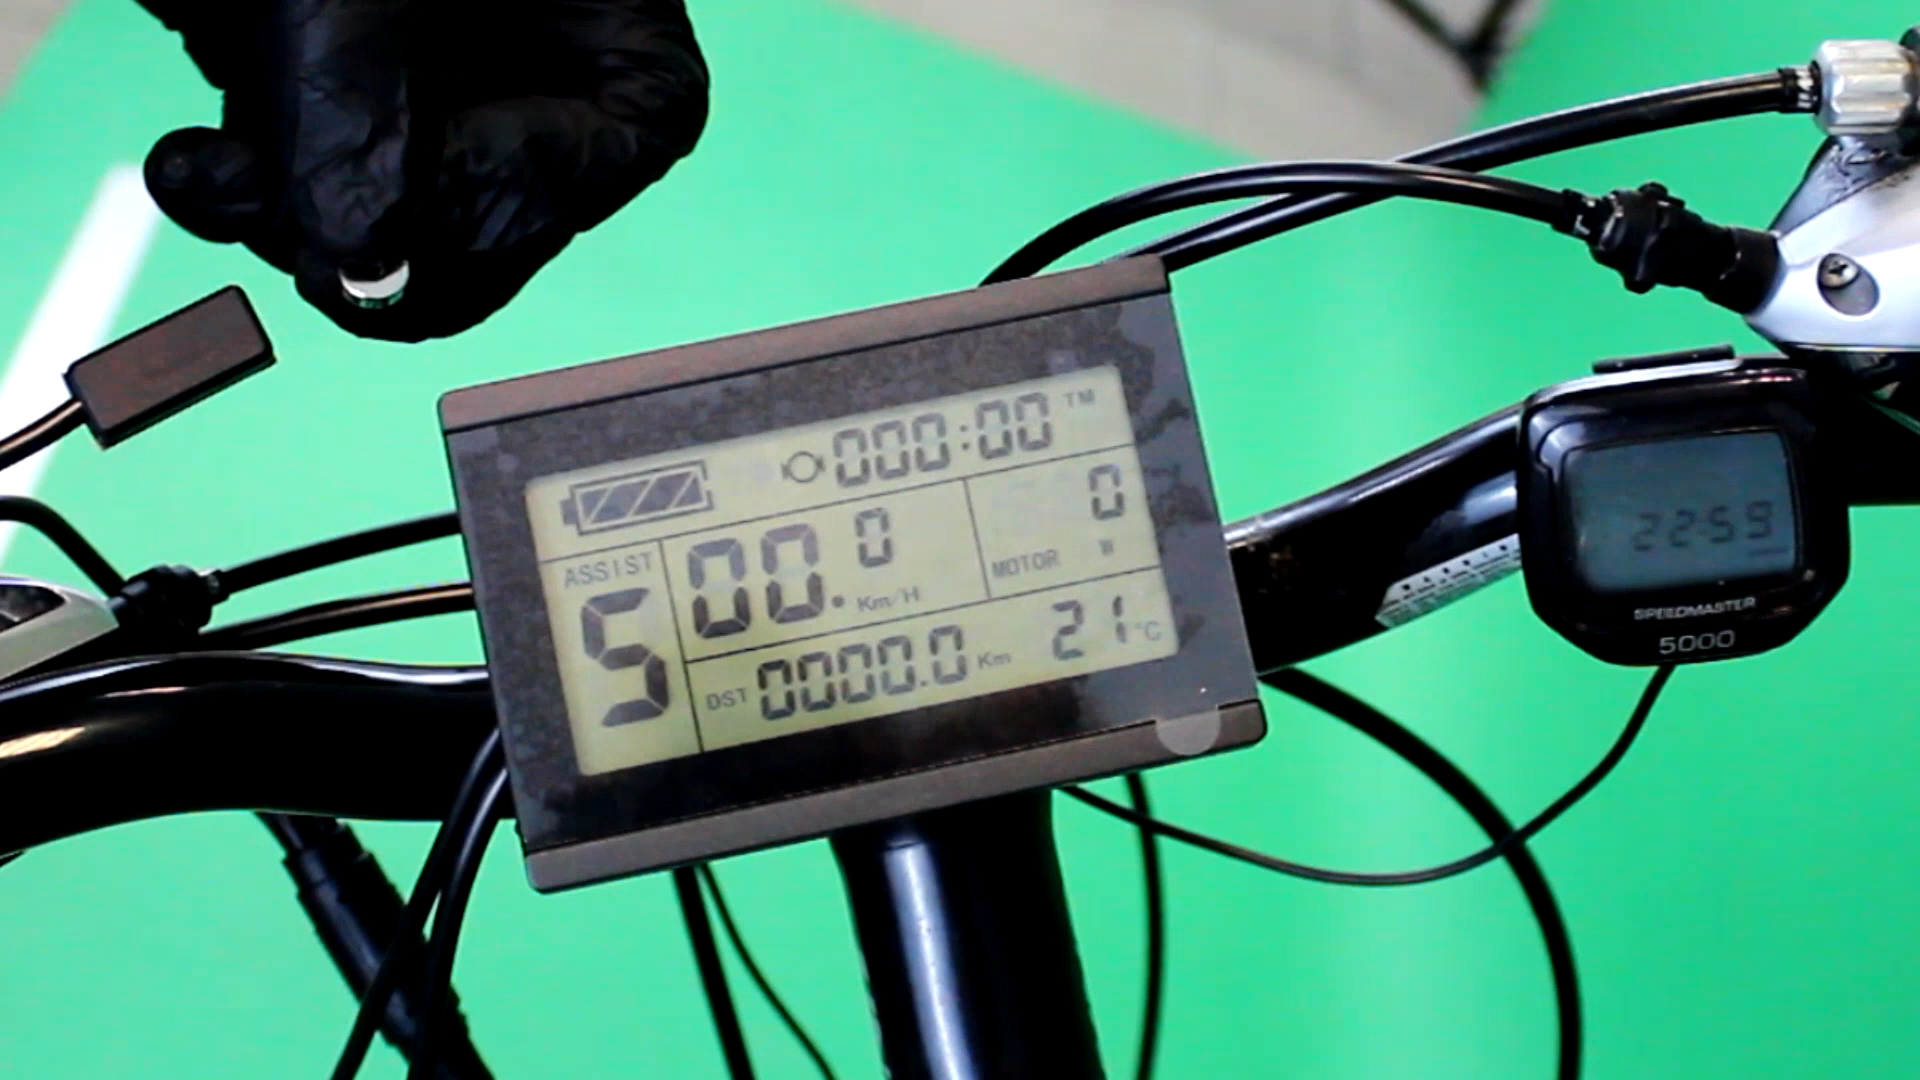 000:00 TM
ASSIST
5
00.0
Km/H
0
MOTOR W
DST 0000.0 Km
21°C
22:59
SPEEDMASTER
5000